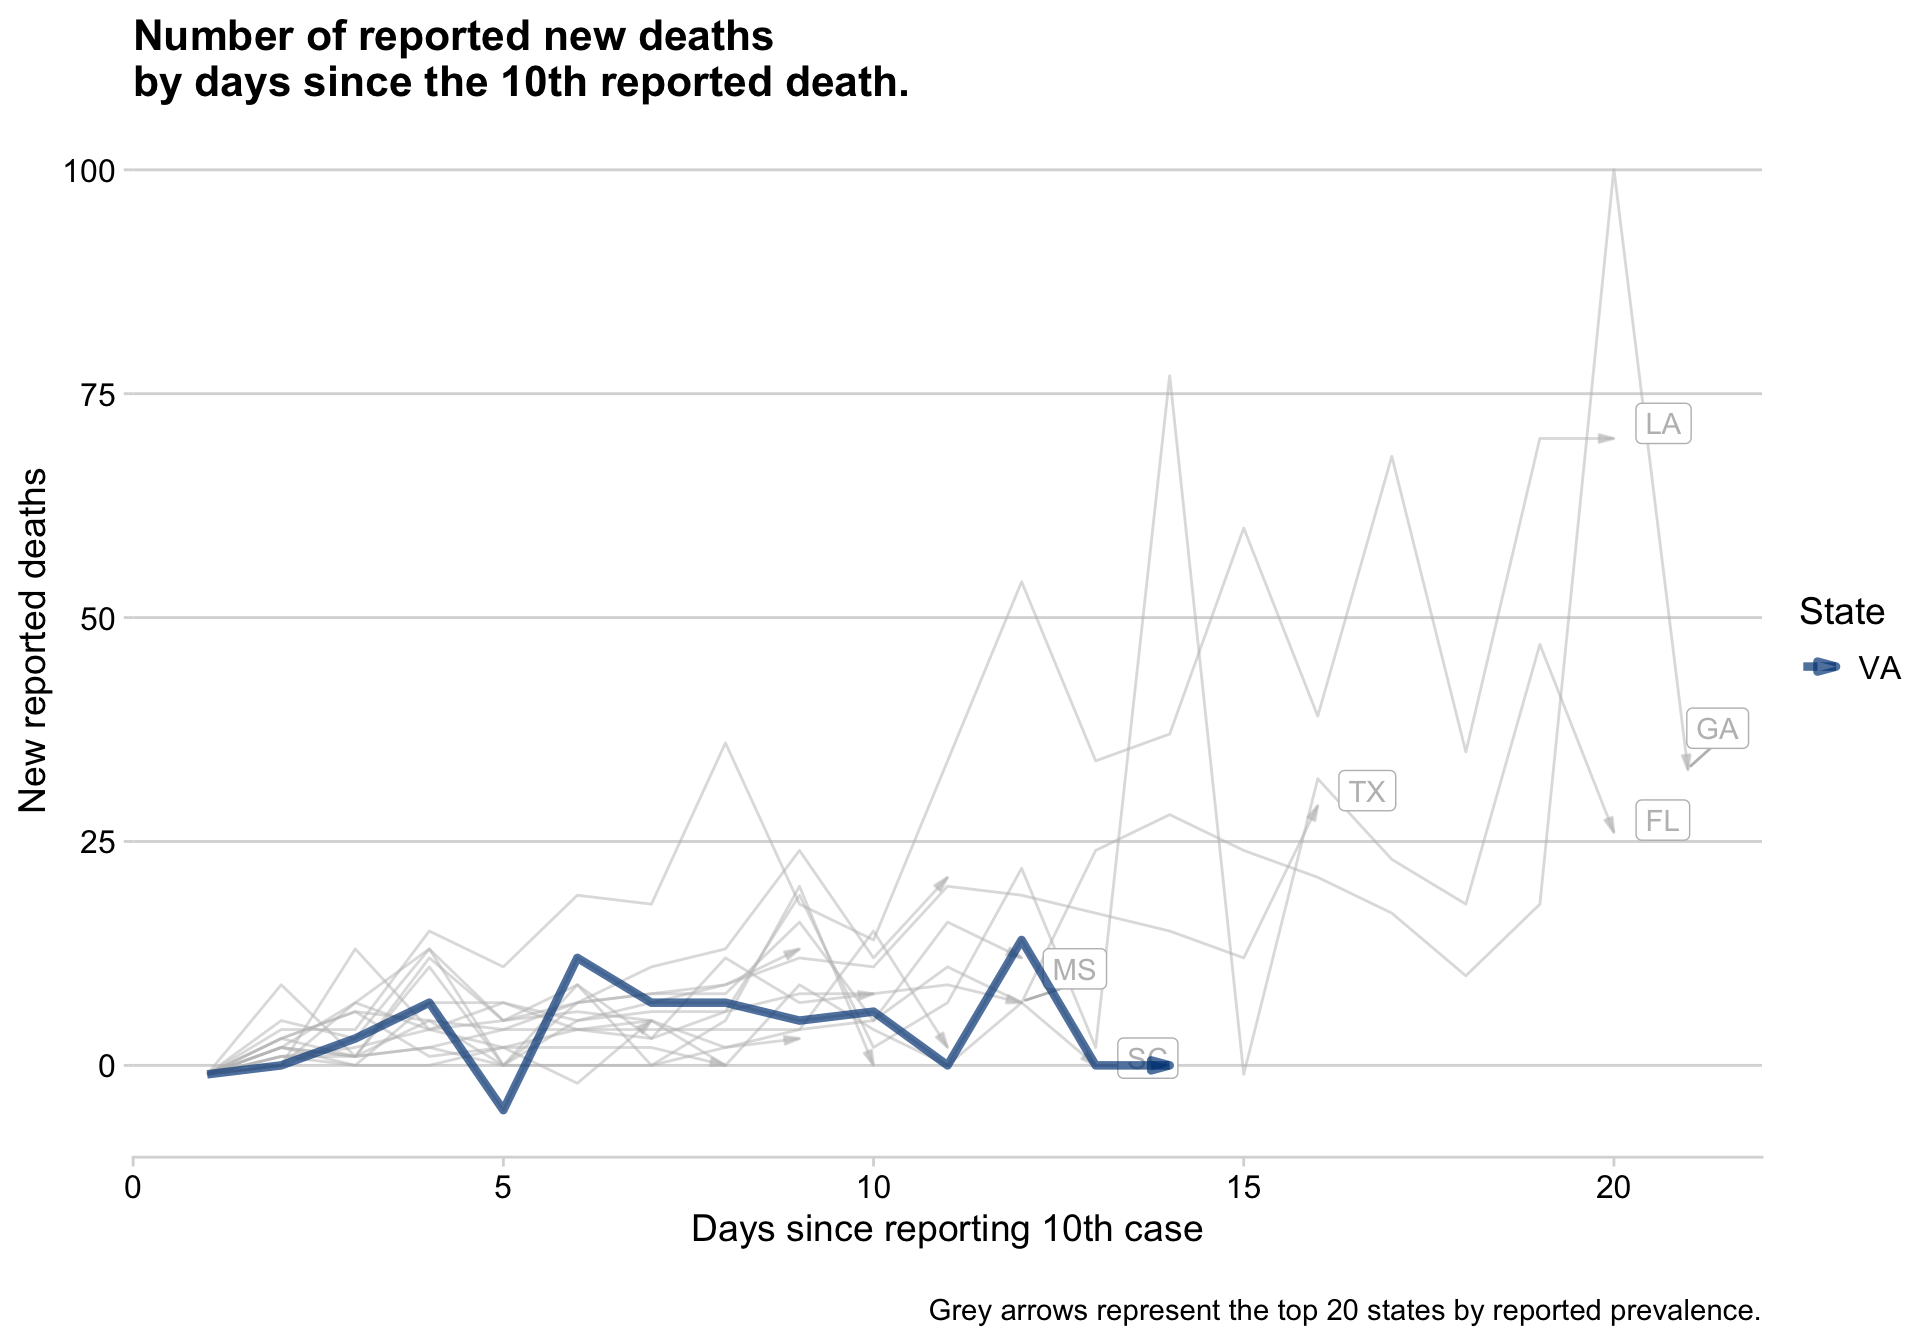 Number of reported new deaths
by days since the 10th reported death.
New reported deaths
100
75
50
25
0
0
5
10
15
20
Days since reporting 10th case
LA
GA
TX
FL
MS
SC
State
VA
Grey arrows represent the top 20 states by reported prevalence.